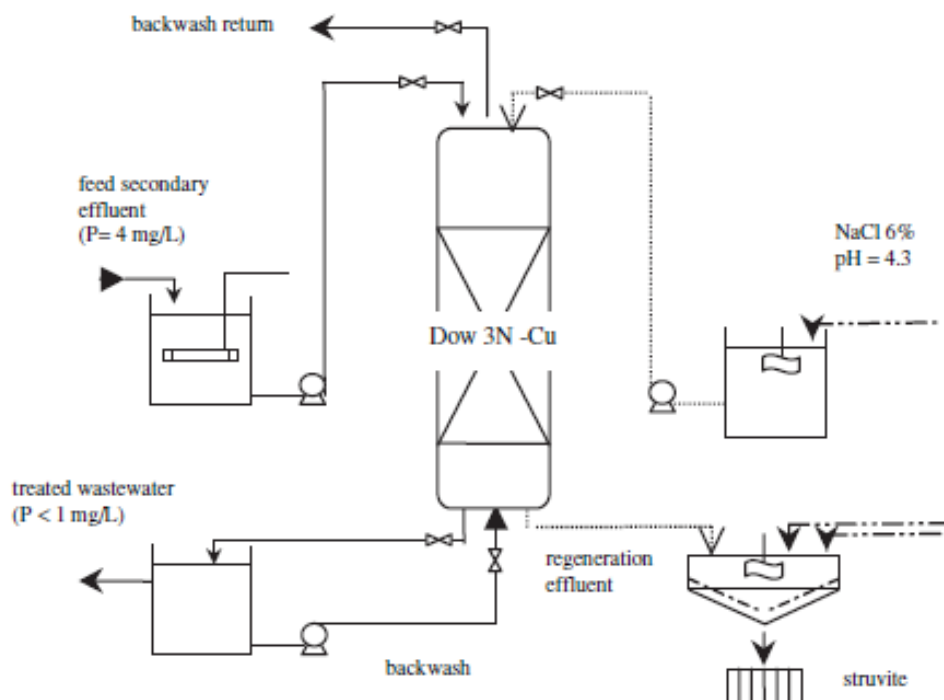 backwash return
feed secondary
effluent
(P= 4 mg/L)
NaCl 6%
pH = 4.3
Dow 3N -Cu
treated wastewater
(P < 1 mg/L)
regeneration
effluent
backwash
struvite